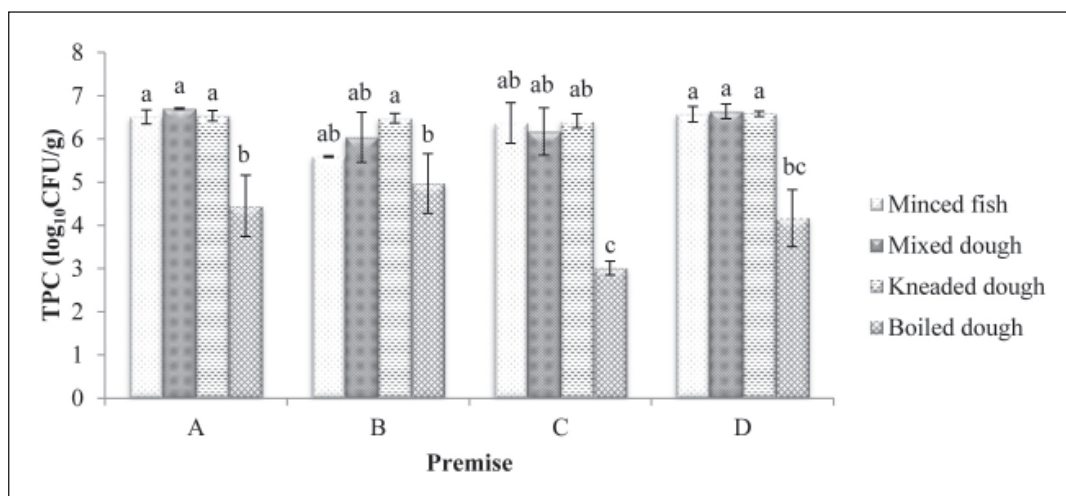 8
7
6
5
4
3
2
1
0
TPC (log₁₀CFU/g)
a a a b
ab ab a b
ab ab ab c
a a a bc
A B C D
Premise
Minced fish
Mixed dough
Kneaded dough
Boiled dough